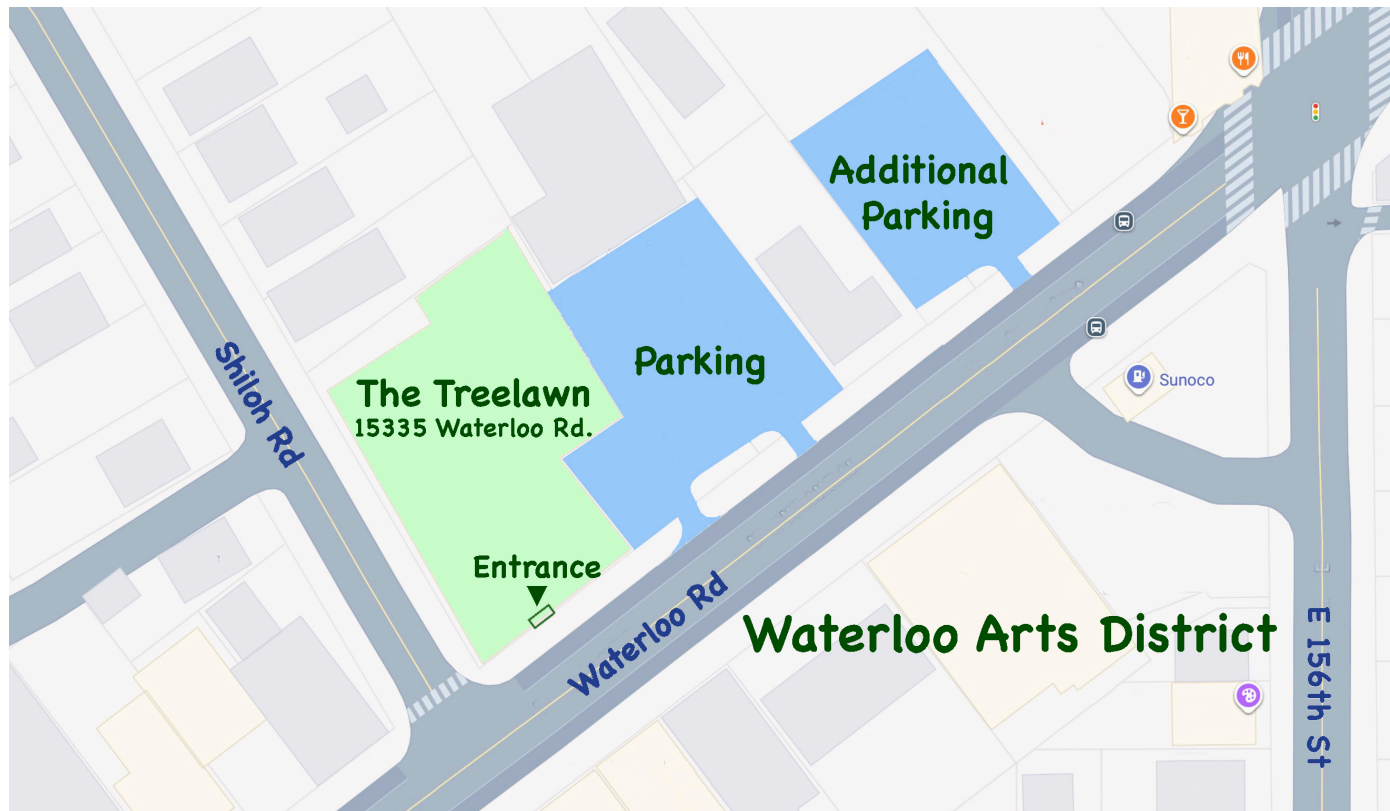 Additional
Parking
Parking
Sunoco
Shiloh Rd
The Treelawn
15335 Waterloo Rd.
Entrance
Waterloo Rd
Waterloo Arts District
E 156th St